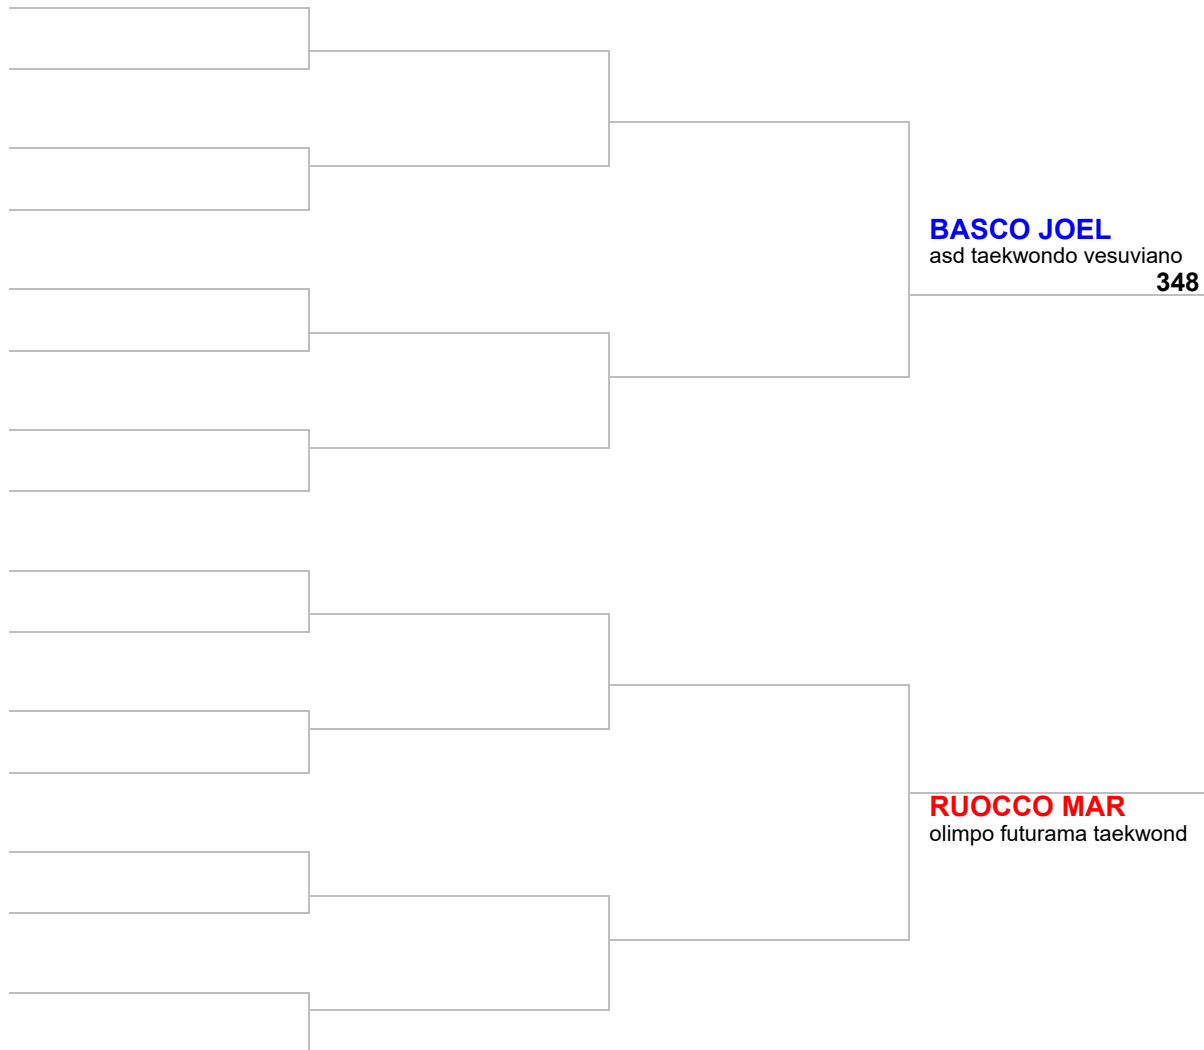 BASCO JOEL
asd taekwondo vesuviano
348
RUOCCO MAR
olimpo futurama taekwond